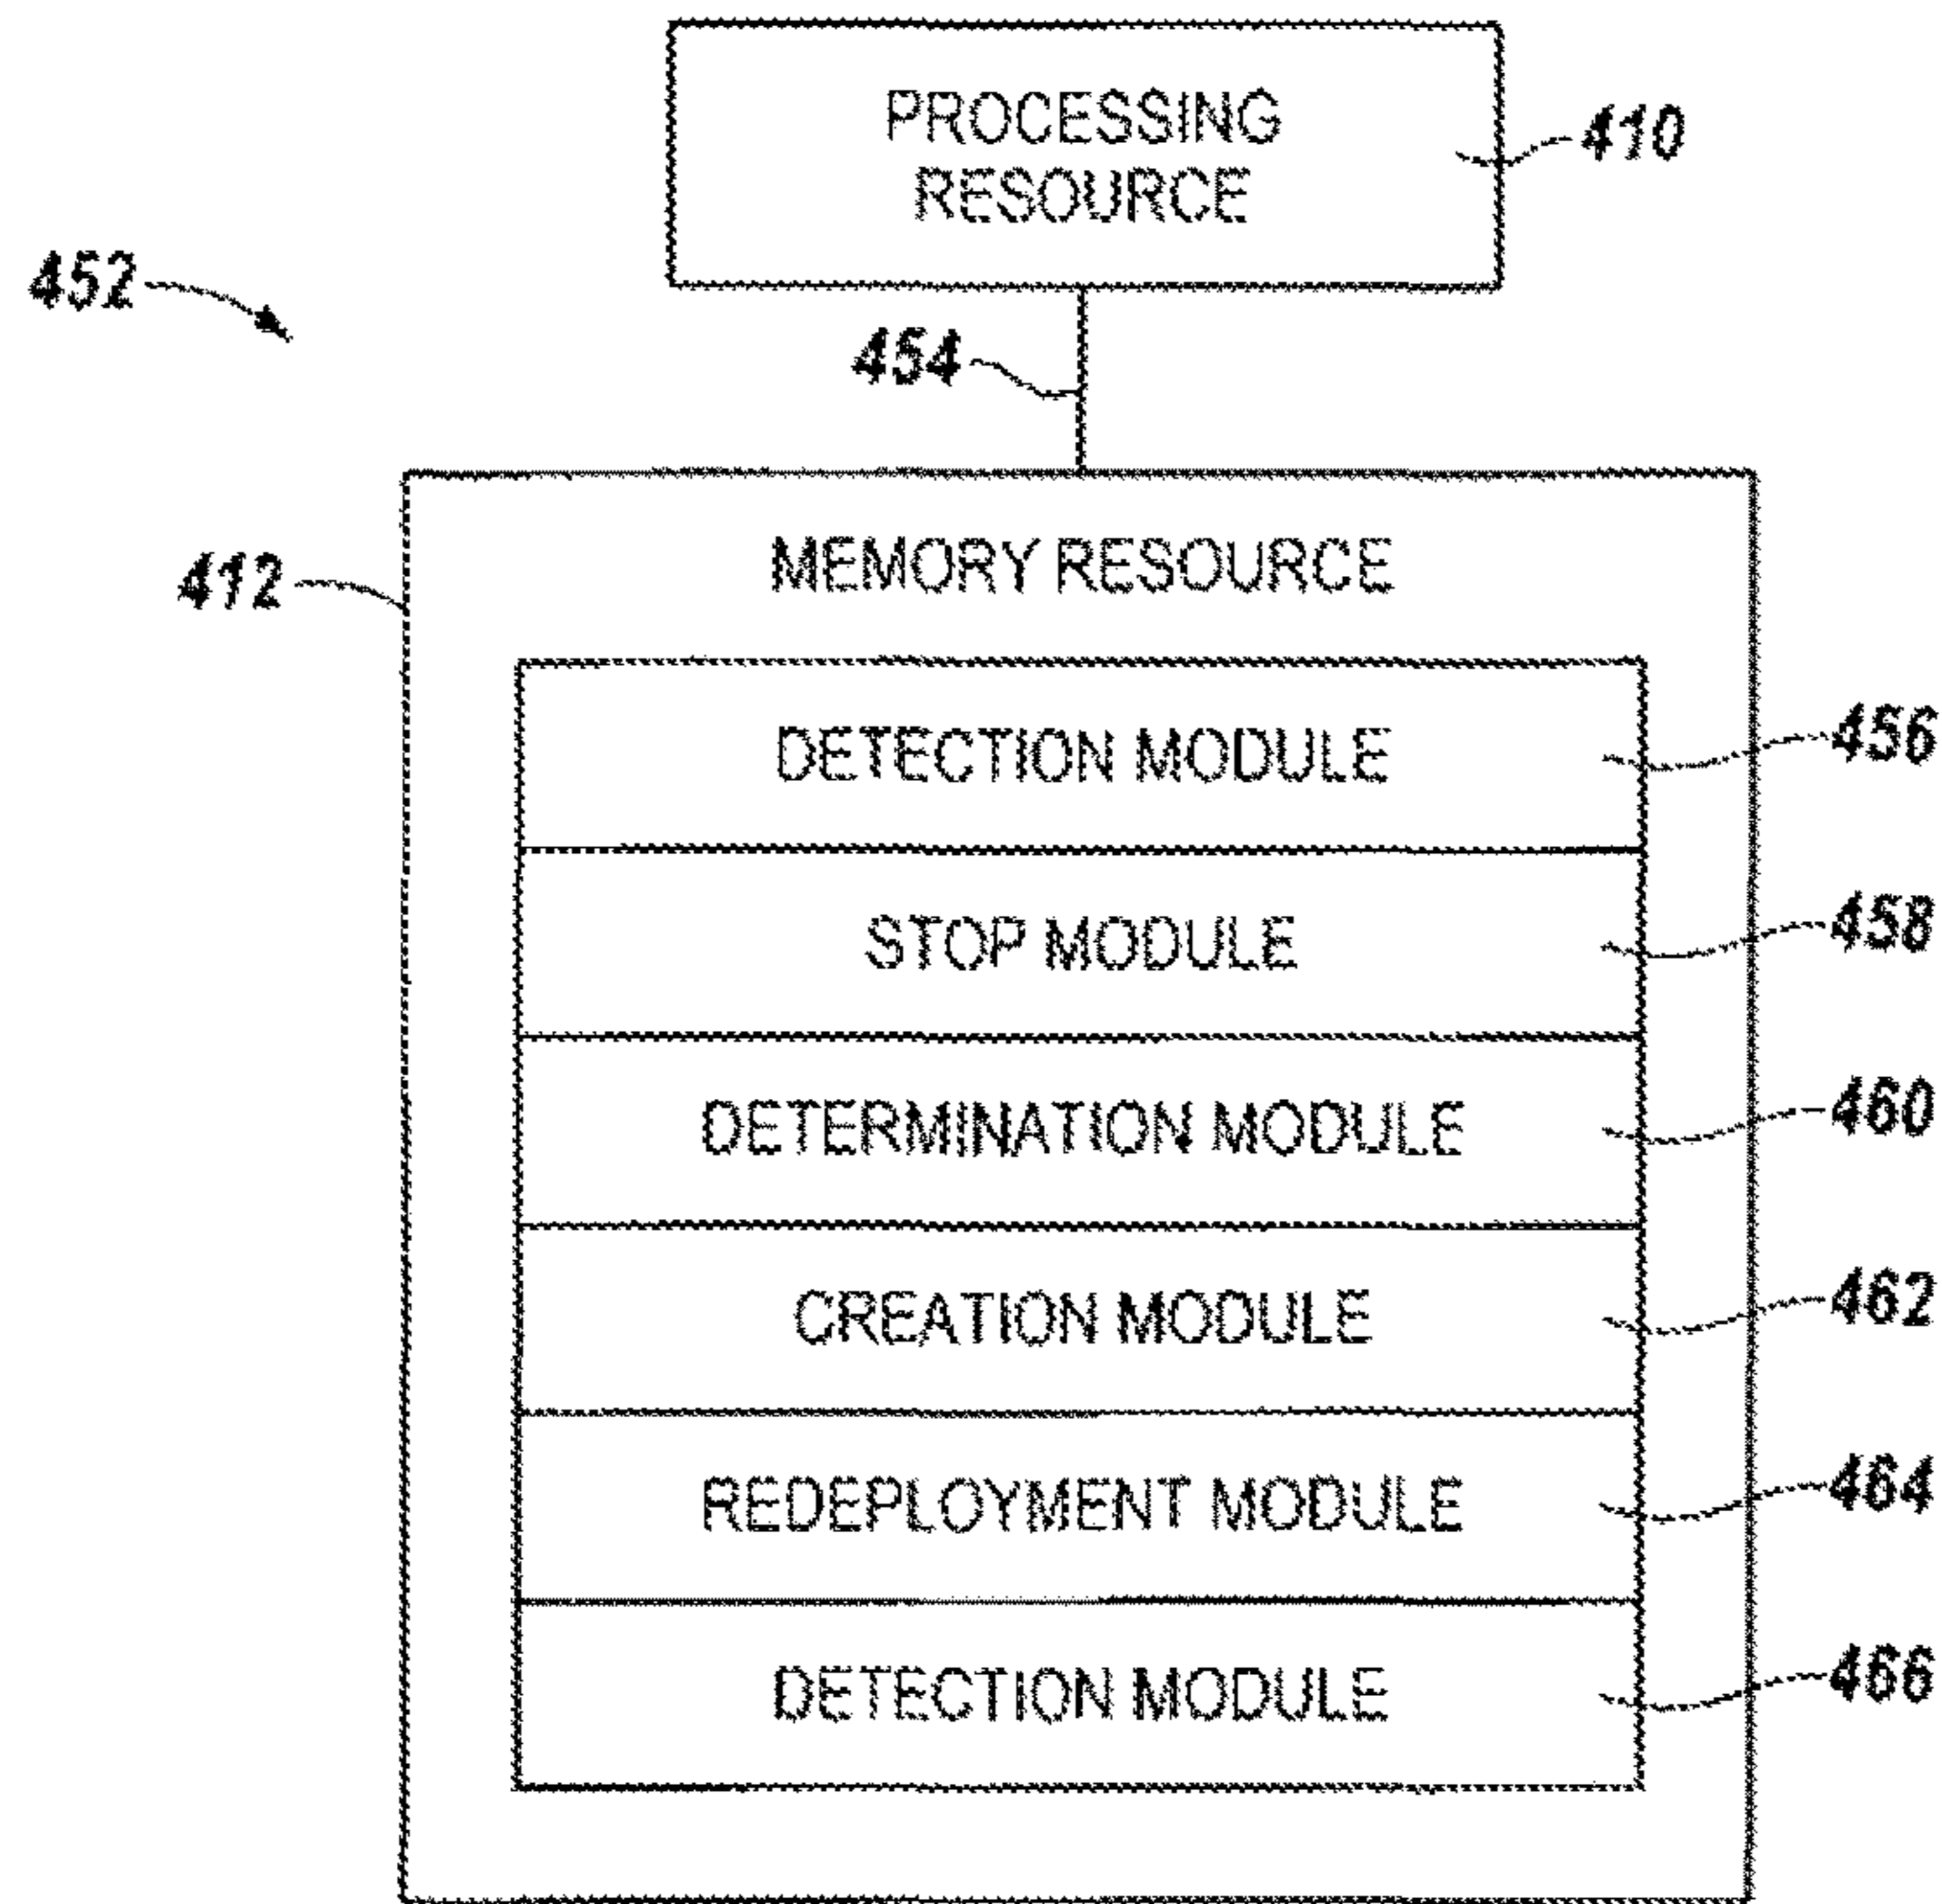 PROCESSING
RESOURCE
410
452
454
MEMORY RESOURCE
412
DETECTION MODULE
456
STOP MODULE
458
DETERMINATION MODULE
460
CREATION MODULE
462
REDEPLOYMENT MODULE
464
DETECTION MODULE
466